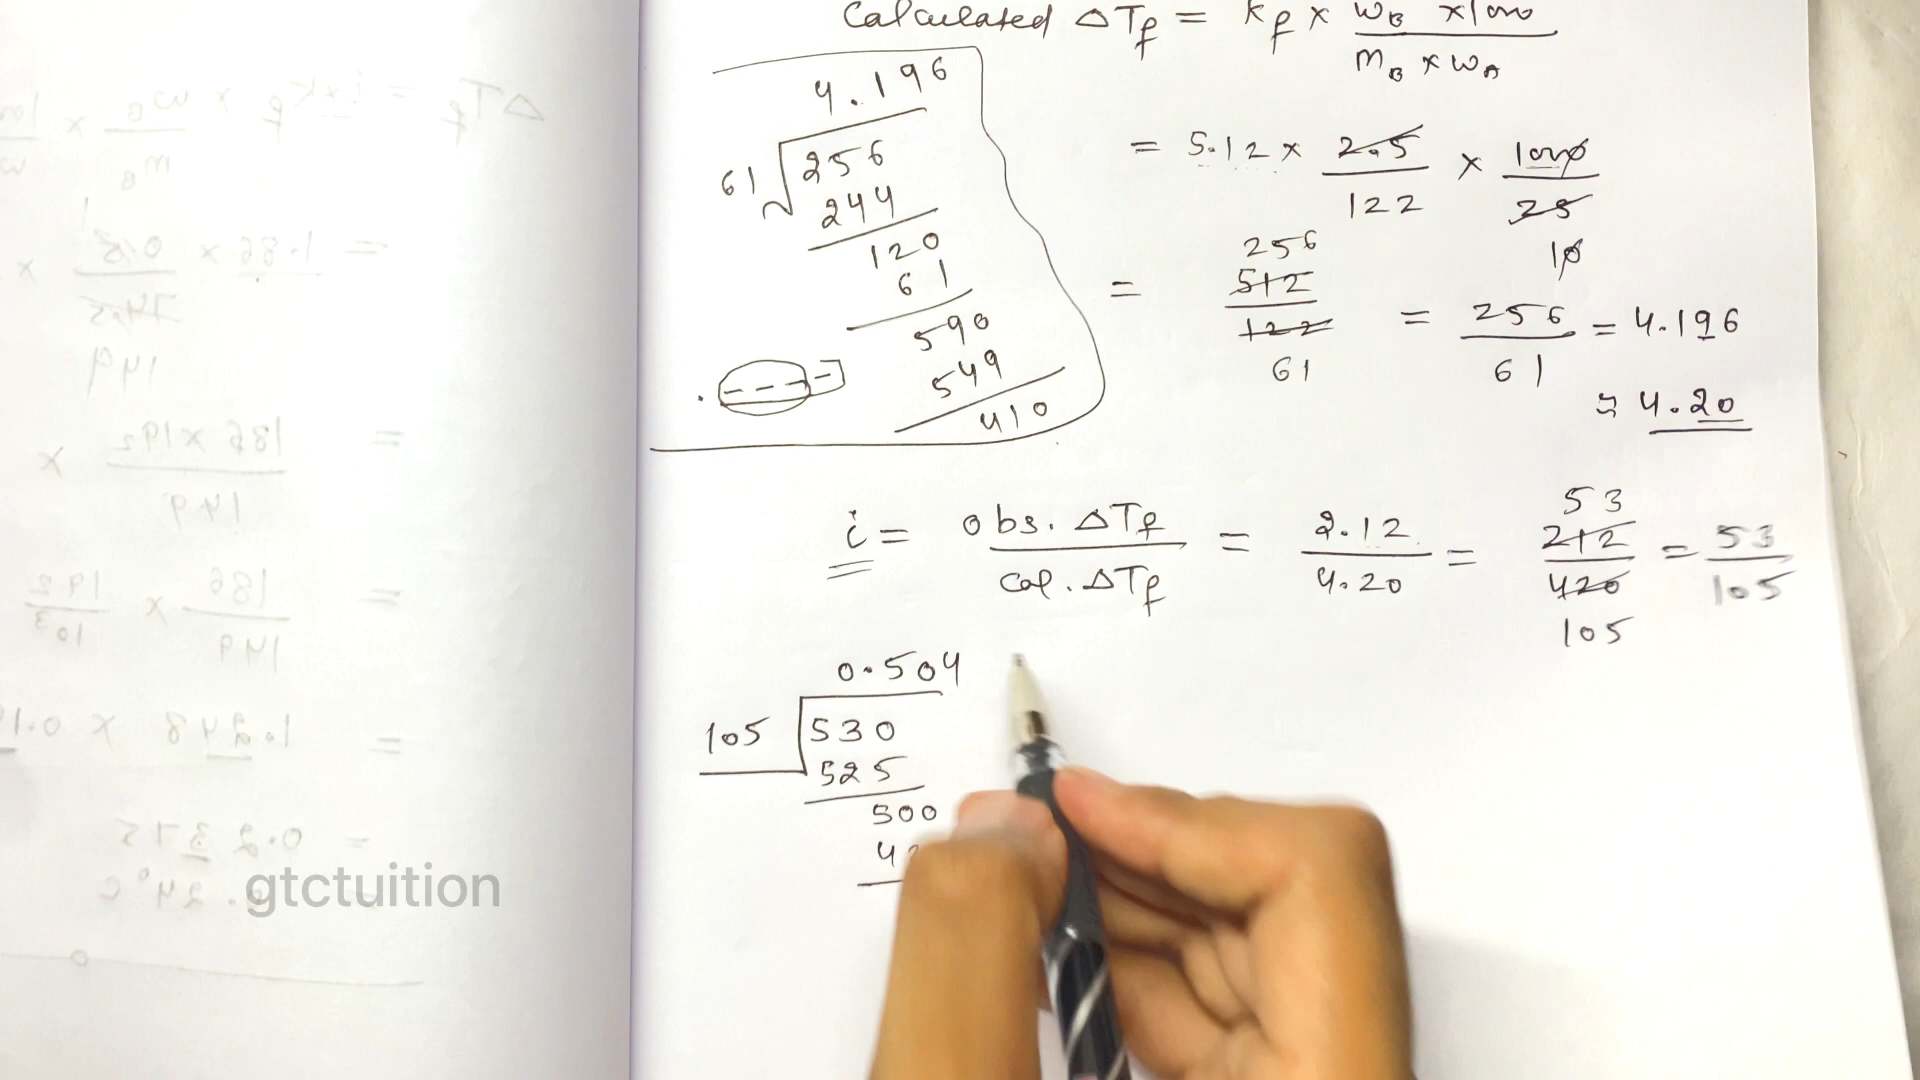 Calculated ΔTf = Kf × WB × 1000 / MB × WA
4.196
61 256
244
120
61
590
549
410
= 5.12 × 2.5 / 122 × 1000 / 25
10
= 256
512 / 122
61
= 256 / 61 = 4.196
≈ 4.20
i = obs. ΔTf / cal. ΔTf = 2.12 / 4.20 = 53
212 / 420
105
= 53 / 105
0.504
105 530
525
500
gtctuition